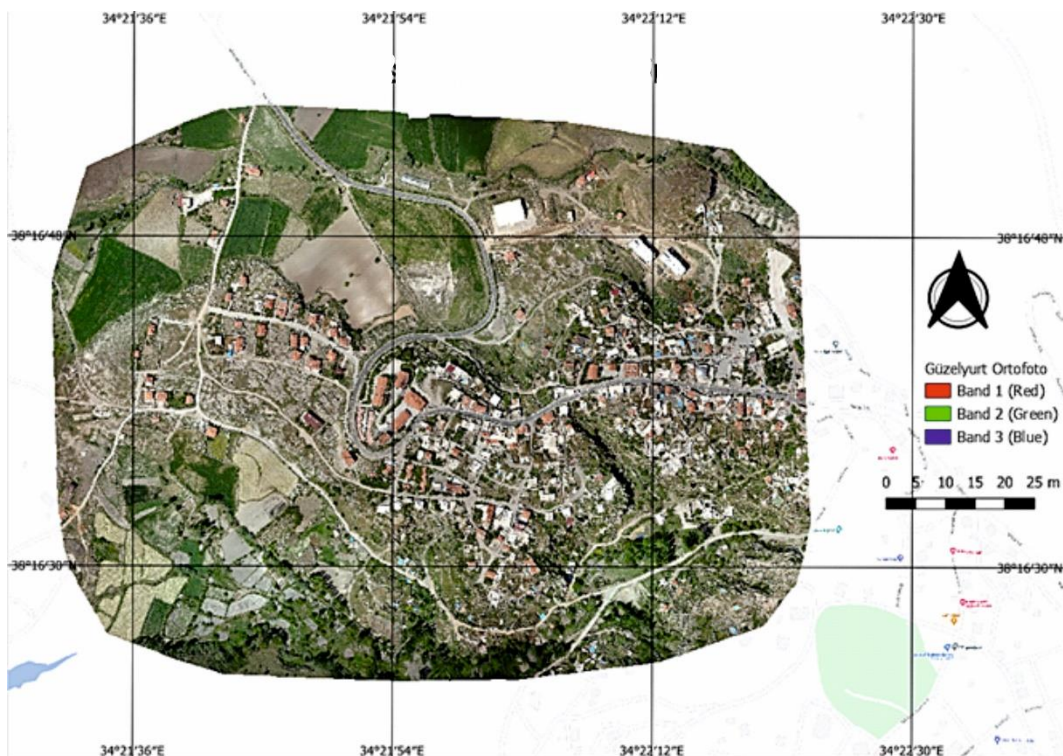 34°21'36"E 34°21'54"E 34°22'12"E 34°22'30"E
38°16'48"N 38°16'48"N
Güzelyurt Ortofoto
Band 1 (Red)
Band 2 (Green)
Band 3 (Blue)
0 5 10 15 20 25 m
38°16'30"N 38°16'30"N
34°21'36"E 34°21'54"E 34°22'12"E 34°22'30"E